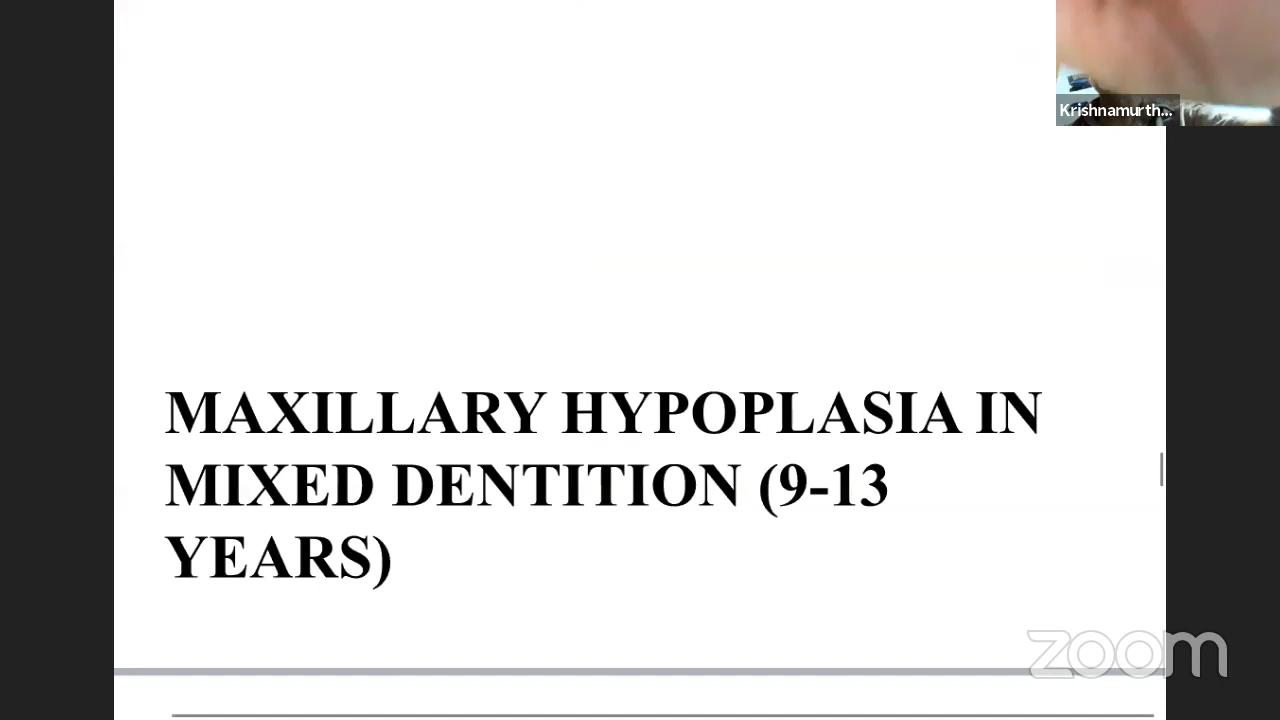 Krishnamurth...
MAXILLARY HYPOPLASIA IN
MIXED DENTITION (9-13
YEARS)
zoom